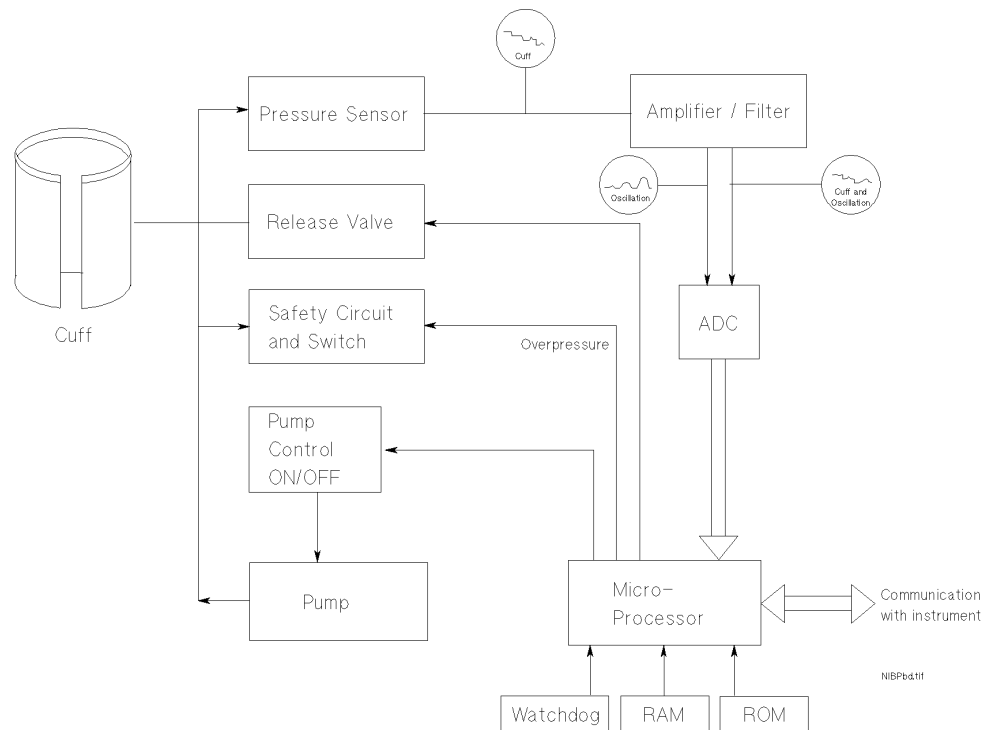 Cuff
Pressure Sensor
Amplifier / Filter
Oscillation
Cuff and
Oscillation
Release Valve
Safety Circuit
and Switch
Overpressure
ADC
Cuff
Pump
Control
ON/OFF
Pump
Micro-
Processor
Communication
with instrument
NIBPbd.tif
Watchdog
RAM
ROM